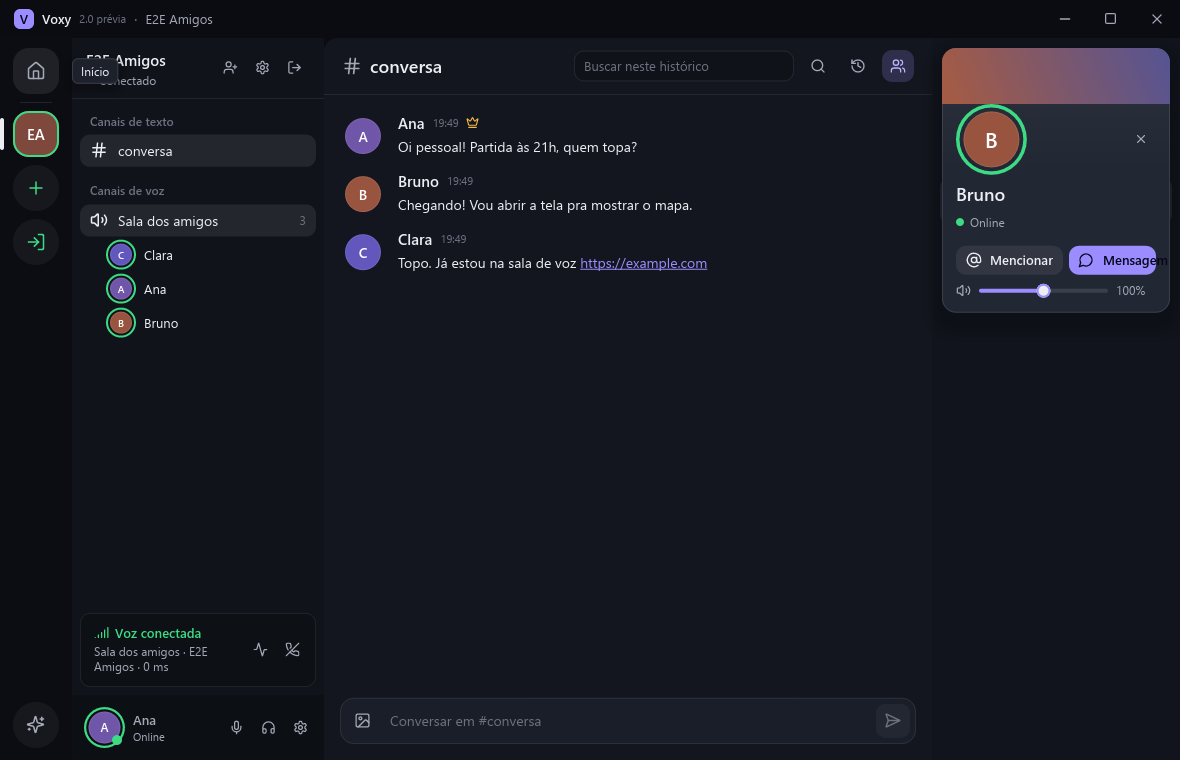 V Voxy 2.0 prévia · E2E Amigos
E2E Amigos
Início
conectado
Canais de texto
# conversa
Canais de voz
Sala dos amigos 3
C Clara
A Ana
B Bruno
EA
Voz conectada
Sala dos amigos · E2E
Amigos · 0 ms
A Ana
Online
# conversa
Buscar neste histórico
A Ana 19:49
Oi pessoal! Partida às 21h, quem topa?
B Bruno 19:49
Chegando! Vou abrir a tela pra mostrar o mapa.
C Clara 19:49
Topo. Já estou na sala de voz https://example.com
Conversar em #conversa
B
Bruno
Online
Mencionar
Mensagem
100%